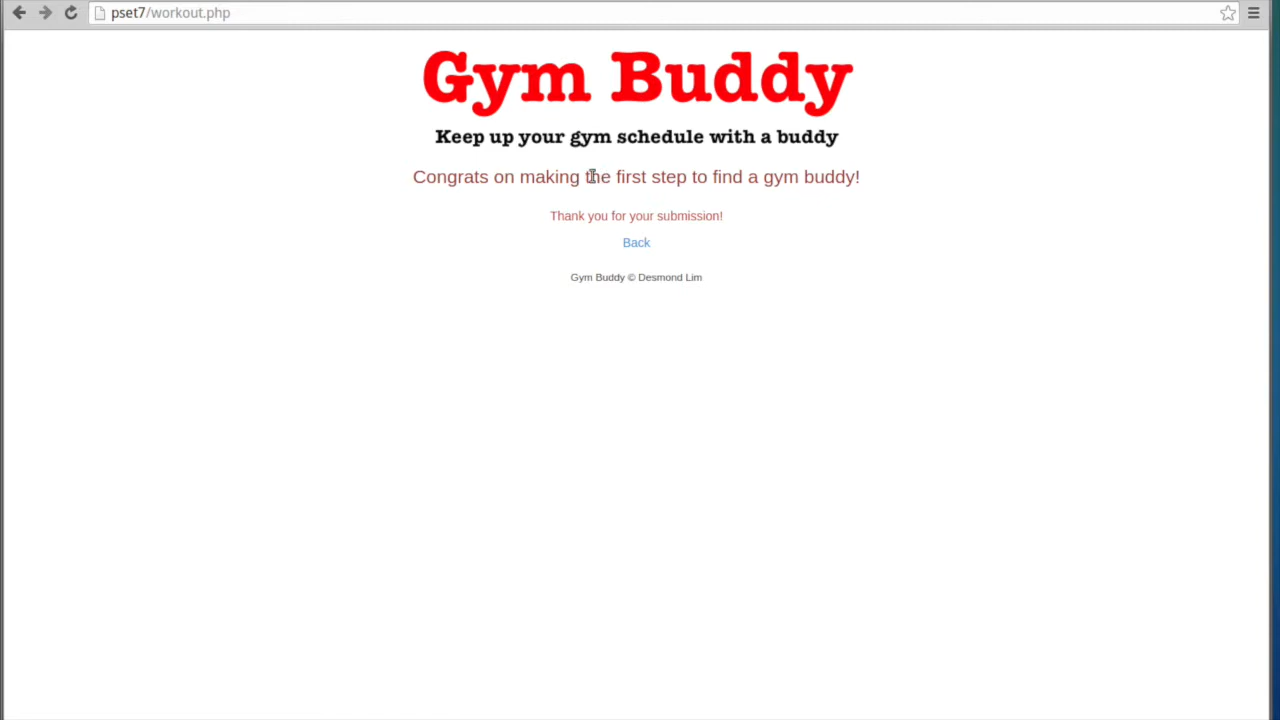 pset7/workout.php
Gym Buddy
Keep up your gym schedule with a buddy
Congrats on making the first step to find a gym buddy!
Thank you for your submission!
Back
Gym Buddy © Desmond Lim